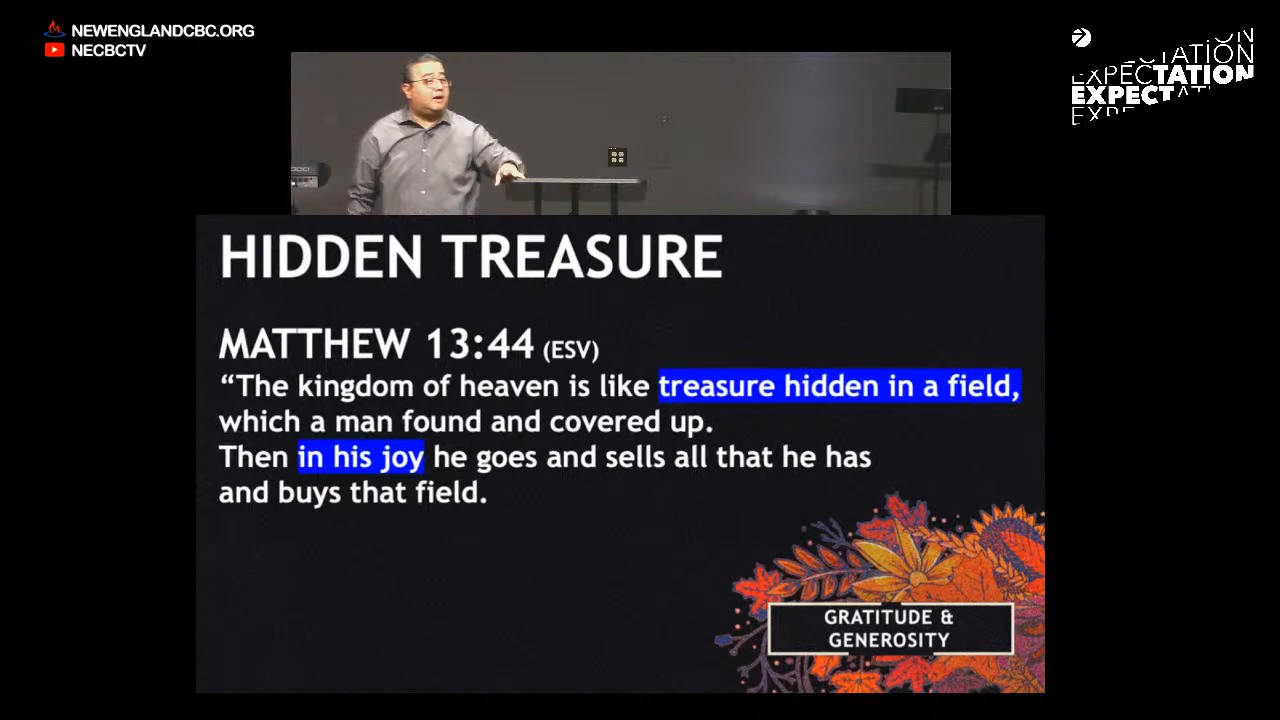 NEWENGLANDCBC.ORG
NECBCTV
EXPECTATION
HIDDEN TREASURE
MATTHEW 13:44 (ESV)
“The kingdom of heaven is like treasure hidden in a field,
which a man found and covered up.
Then in his joy he goes and sells all that he has
and buys that field.
GRATITUDE &
GENEROSITY